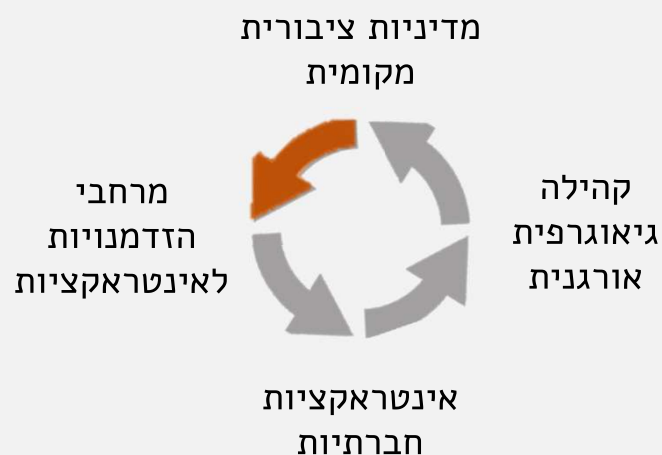 מדיניות ציבורית
מקומית
קהילה
גיאוגרפית
אורגנית
מרחבי
הזדמנויות
לאינטראקציות
אינטראקציות
חברתיות